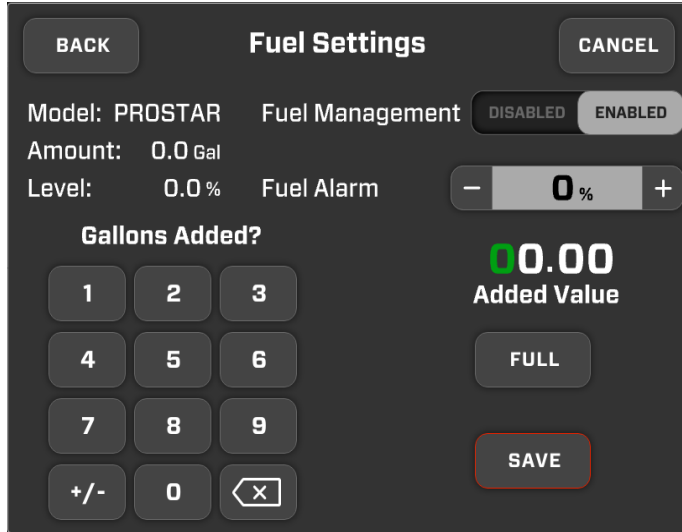 BACK Fuel Settings CANCEL
Model: PROSTAR Fuel Management DISABLED ENABLED
Amount: 0.0 Gal
Level: 0.0 % Fuel Alarm − 0 % +
Gallons Added?
00.00
Added Value
1 2 3
4 5 6 FULL
7 8 9
SAVE
+/- 0